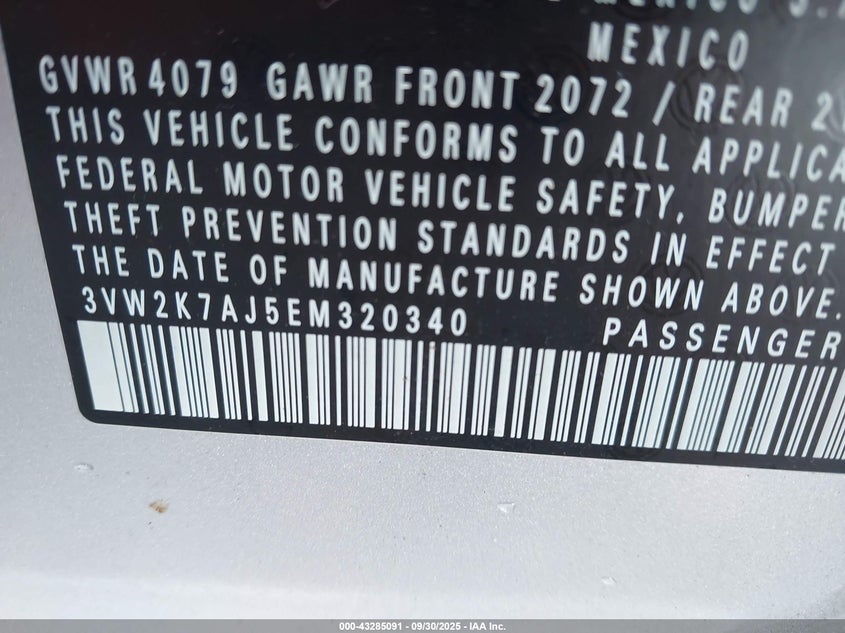 MEXICO
MEXICO
GVWR 4079 GAWR FRONT 2072 / REAR
THIS VEHICLE CONFORMS TO ALL
FEDERAL MOTOR VEHICLE SAFETY, BUMPER
THEFT PREVENTION STANDARDS IN EFFECT
THE DATE OF MANUFACTURE SHOWN ABOVE.
3VW2K7AJ5EM320340 PASSENGER
000-43285091 - 09/30/2025 - IAA Inc.